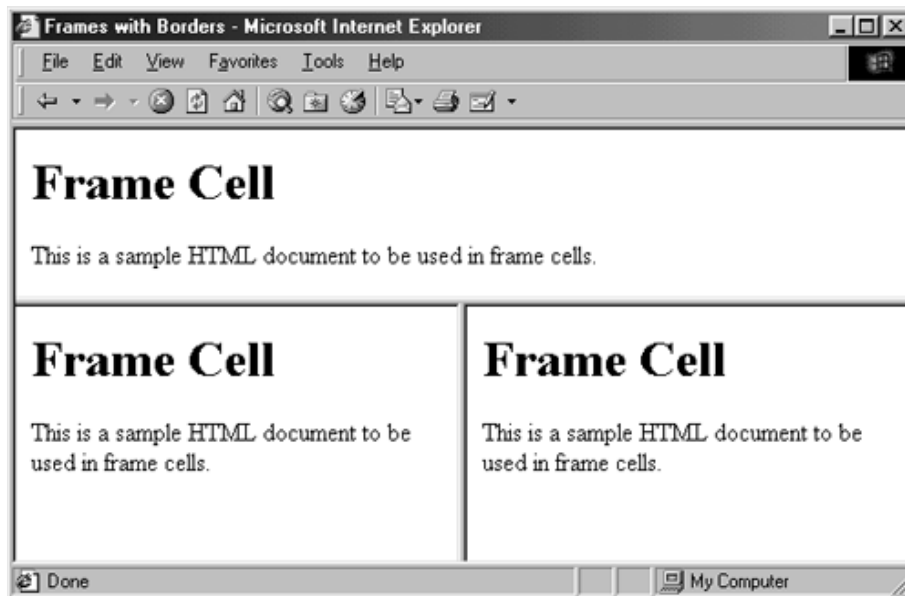 Frames with Borders - Microsoft Internet Explorer
File Edit View Favorites Tools Help
Frame Cell
This is a sample HTML document to be used in frame cells.
Frame Cell
This is a sample HTML document to be
used in frame cells.
Frame Cell
This is a sample HTML document to be
used in frame cells.
Done
My Computer